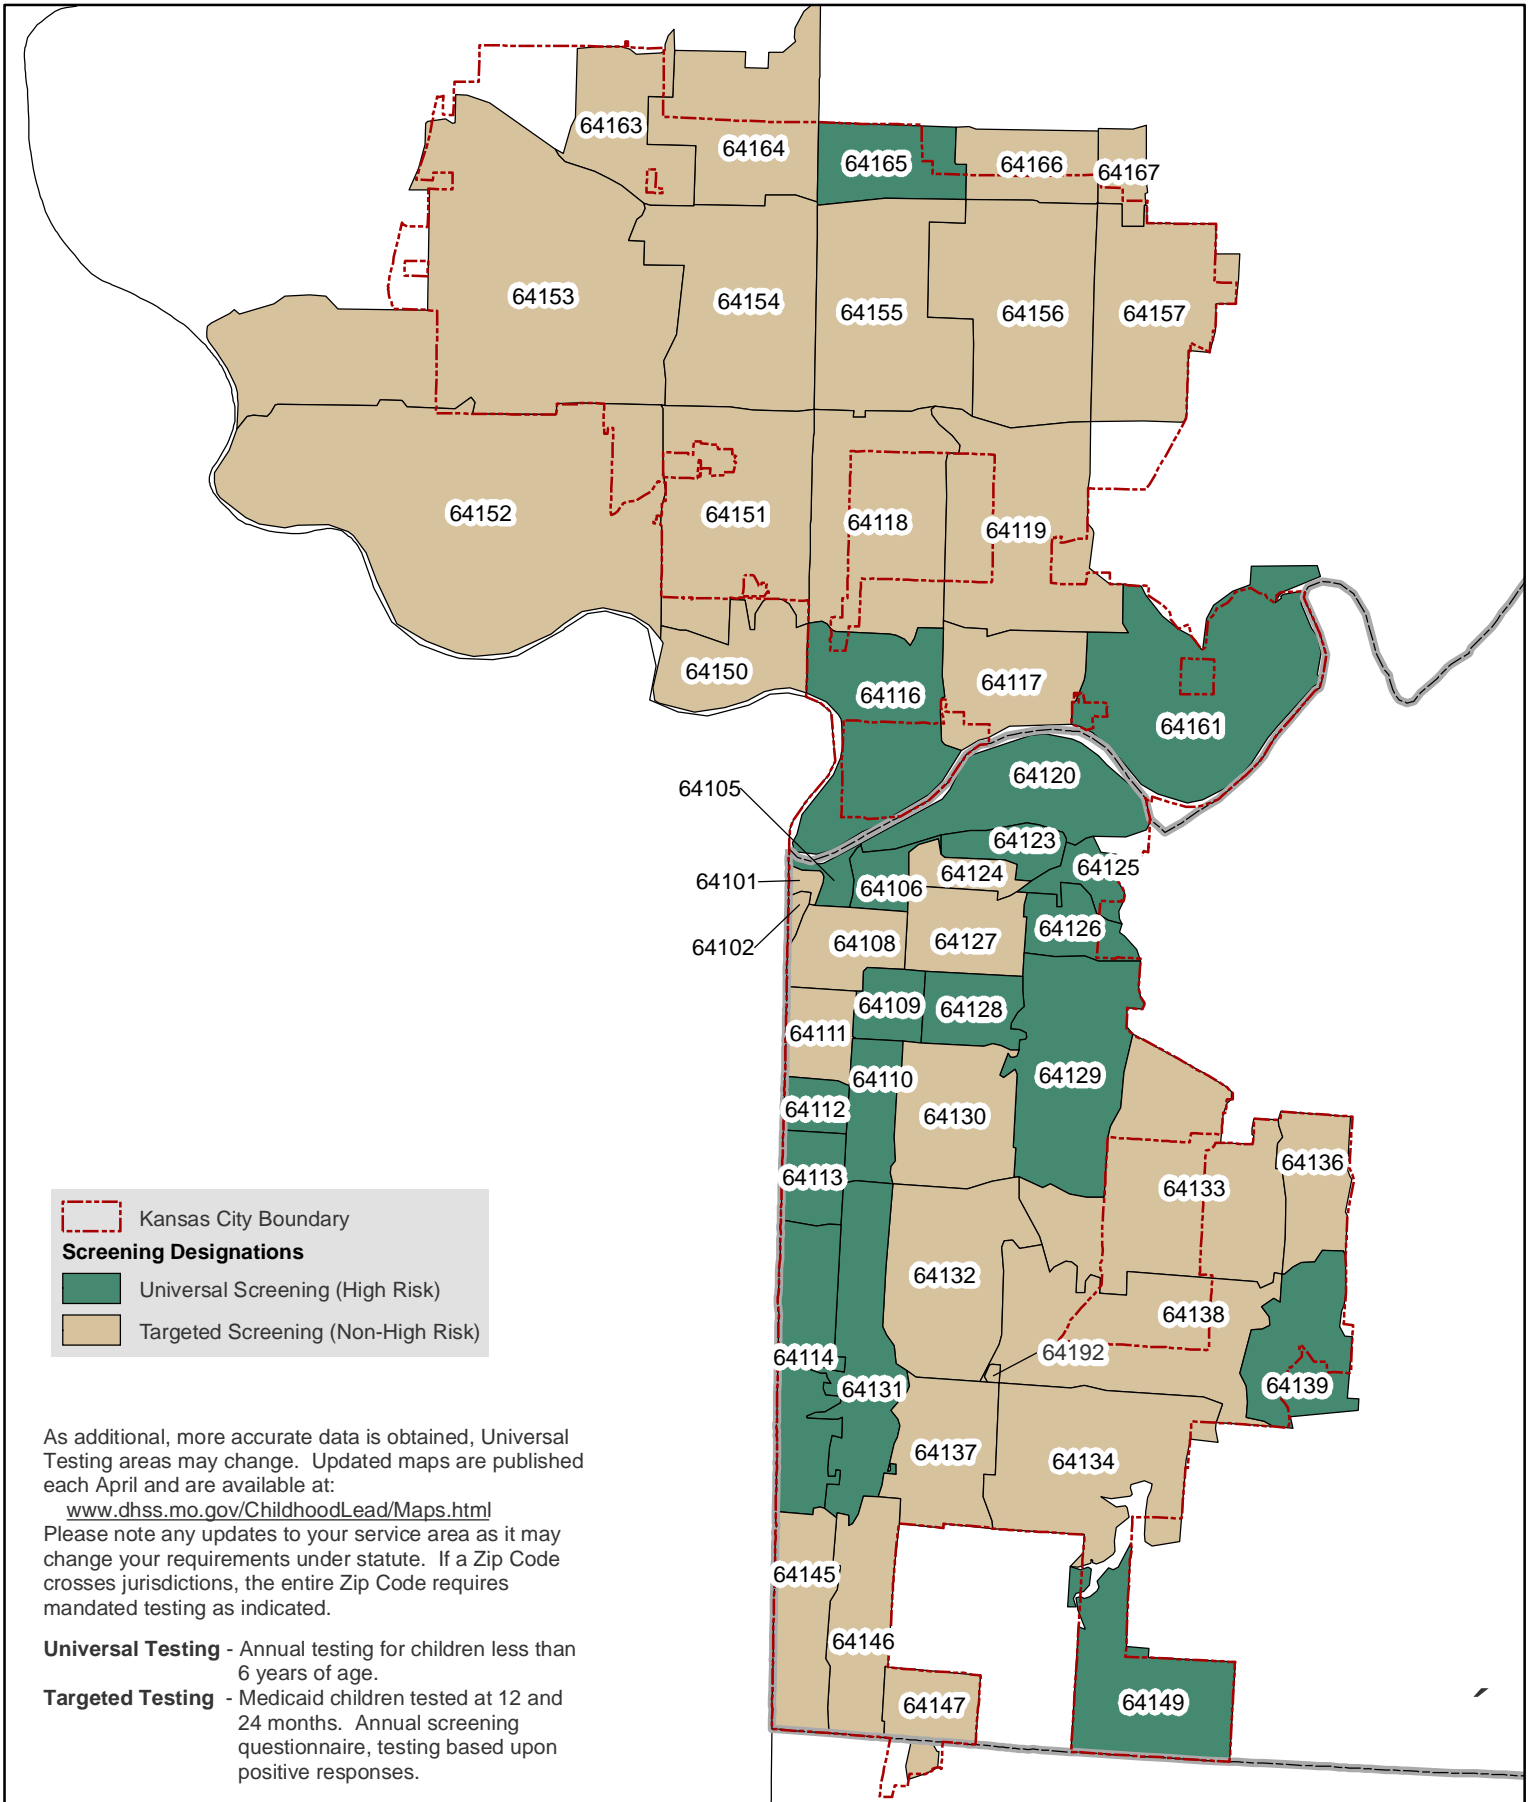 64163
64164
64165
64166
64167
64153
64154
64155
64156
64157
64152
64151
64118
64119
64150
64116
64117
64161
64120
64105
64123
64125
64101
64106
64124
64102
64108
64127
64126
64109
64128
64111
64110
64129
64112
64130
64113
64133
64136
64132
64138
64114
64192
64131
64139
64137
64134
64145
64146
64147
64149
Kansas City Boundary
Screening Designations
Universal Screening (High Risk)
Targeted Screening (Non-High Risk)
As additional, more accurate data is obtained, Universal
Testing areas may change. Updated maps are published
each April and are available at:
www.dhss.mo.gov/ChildhoodLead/Maps.html
Please note any updates to your service area as it may
change your requirements under statute. If a Zip Code
crosses jurisdictions, the entire Zip Code requires
mandated testing as indicated.
Universal Testing - Annual testing for children less than
6 years of age.
Targeted Testing - Medicaid children tested at 12 and
24 months. Annual screening
questionnaire, testing based upon
positive responses.